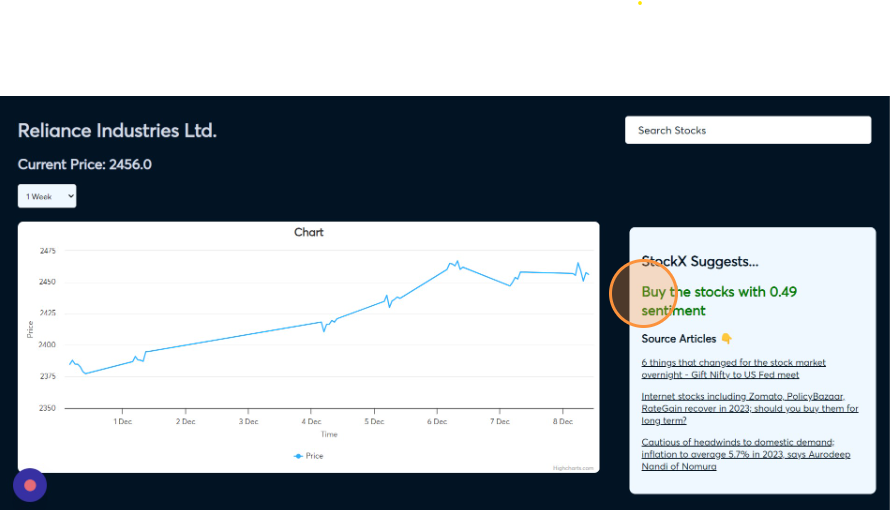 Reliance Industries Ltd.
Search Stocks
Current Price: 2456.0
1 Week
Chart
2475
2450
2425
2400
2375
2350
Price
1 Dec
2 Dec
3 Dec
4 Dec
5 Dec
6 Dec
7 Dec
8 Dec
Time
Price
Highcharts.com
StockX Suggests...
Buy the stocks with 0.49
sentiment
Source Articles 👇
6 things that changed for the stock market
overnight - Gift Nifty to US Fed meet
Internet stocks including Zomato, PolicyBazaar,
RateGain recover in 2023; should you buy them for
long term?
Cautious of headwinds to domestic demand;
inflation to average 5.7% in 2023, says Aurodeep
Nandi of Nomura